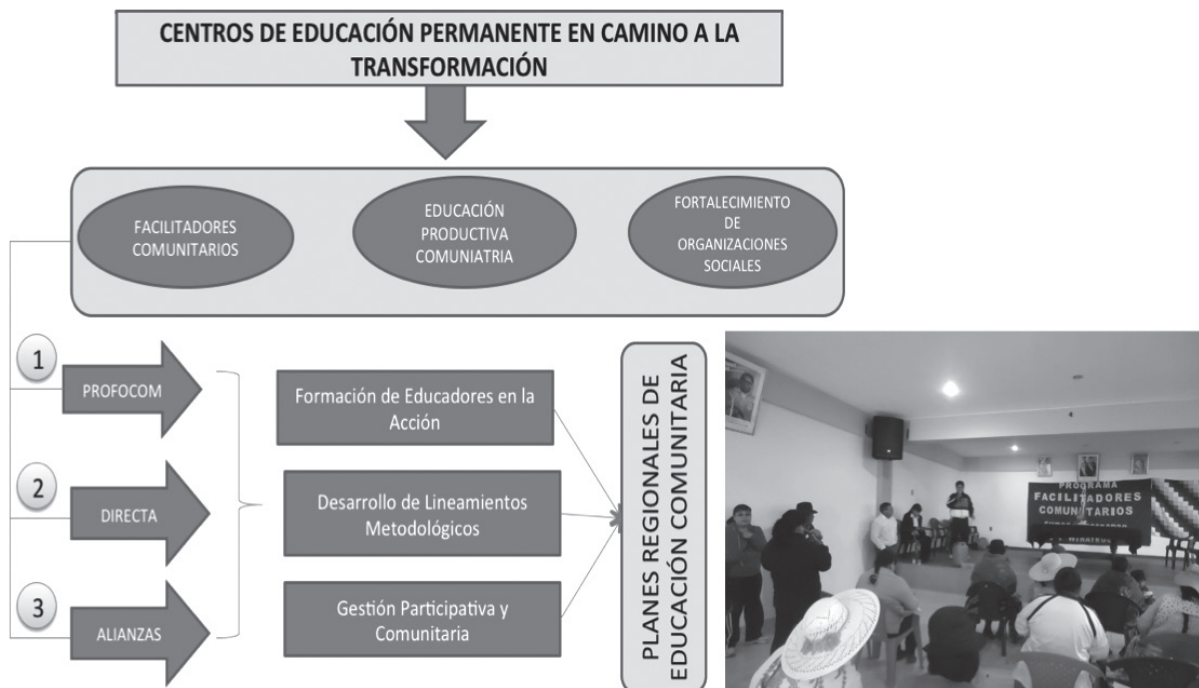 CENTROS DE EDUCACIÓN PERMANENTE EN CAMINO A LA
TRANSFORMACIÓN
FACILITADORES
COMUNITARIOS
EDUCACIÓN
PRODUCTIVA
COMUNIATRIA
FORTALECIMIENTO
DE
ORGANIZACIONES
SOCIALES
1
PROFOCOM
2
DIRECTA
3
ALIANZAS
Formación de Educadores en la
Acción
Desarrollo de Lineamientos
Metodológicos
Gestión Participativa y
Comunitaria
PLANES REGIONALES DE
EDUCACIÓN COMUNITARIA
PROGRAMA
FACILITADORES
COMUNITARIOS